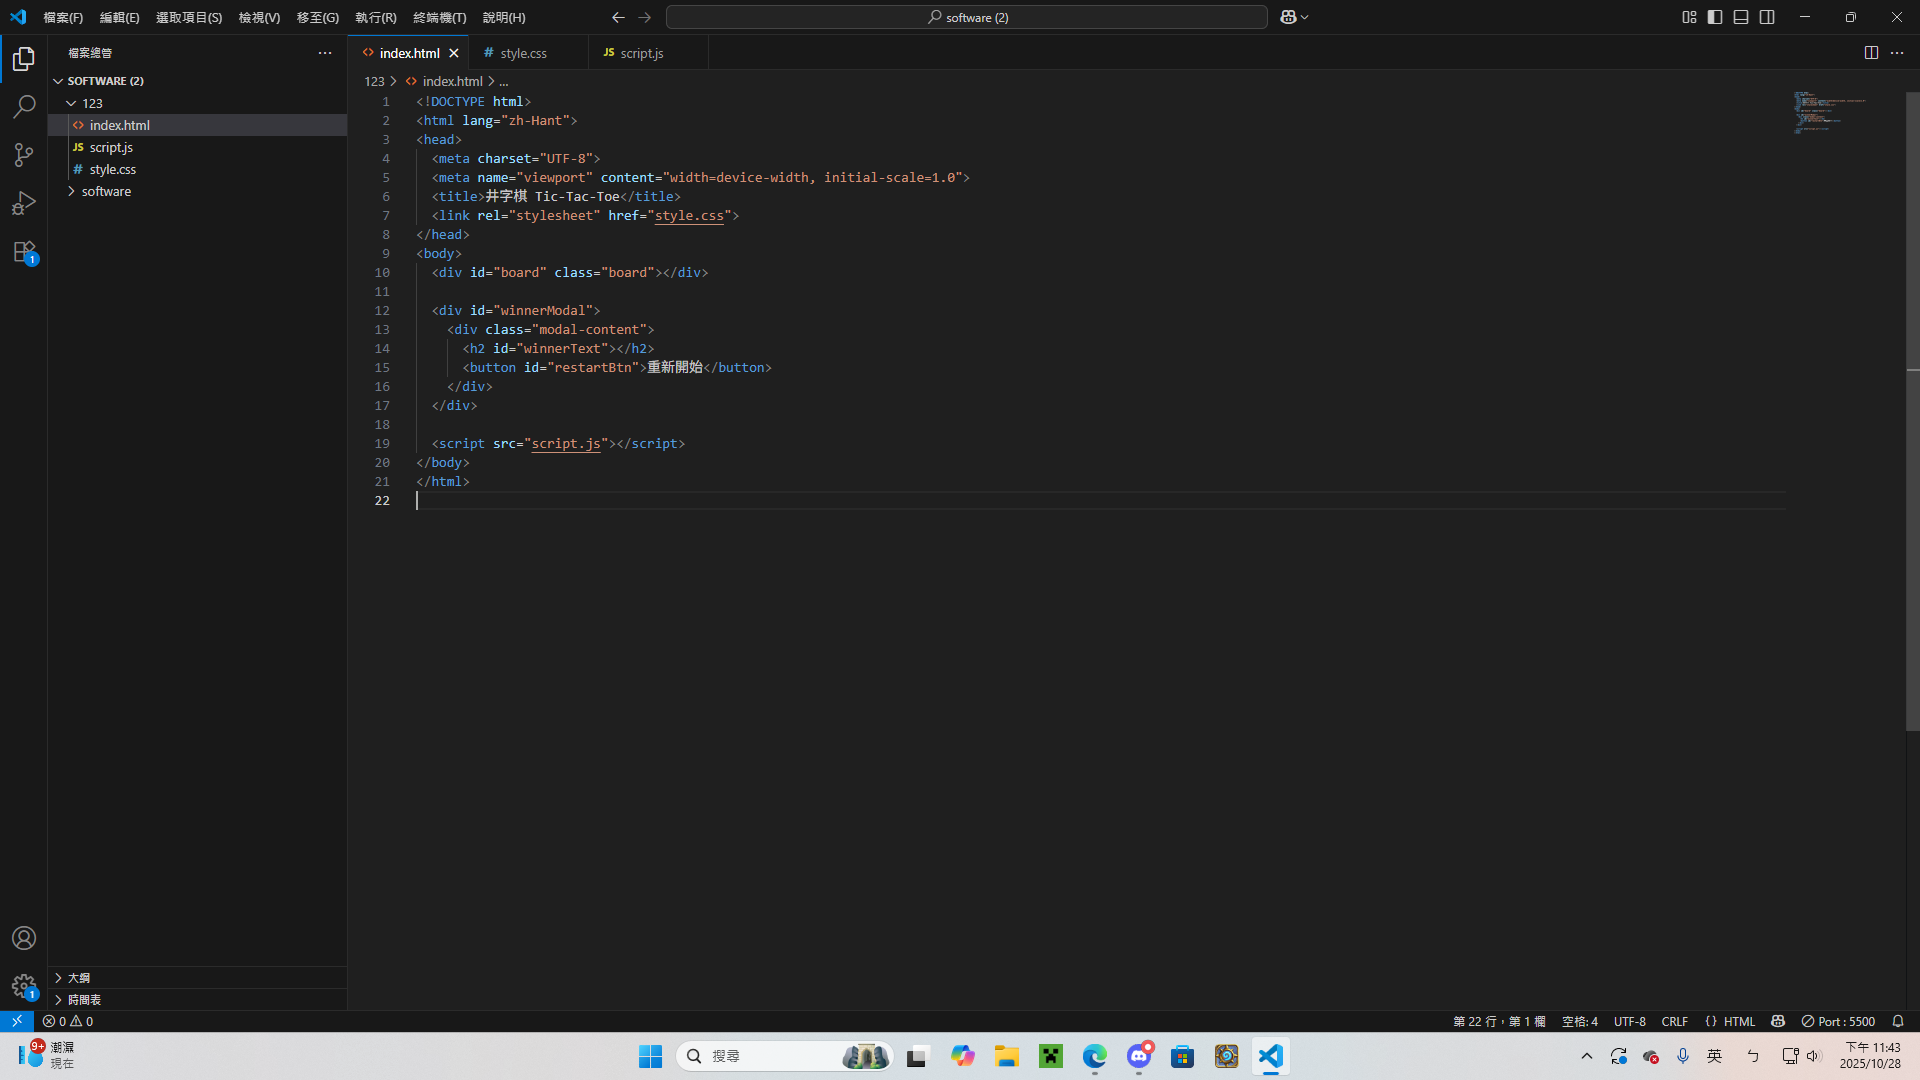 檔案(F) 編輯(E) 選取項目(S) 檢視(V) 移至(G) 執行(R) 終端機(T) 說明(H)
software (2)
檔案總管
SOFTWARE (2)
123
index.html
script.js
style.css
software
大綱
時間表
index.html
style.css
script.js
123 > index.html > ...
1 <!DOCTYPE html>
2 <html lang="zh-Hant">
3 <head>
4 <meta charset="UTF-8">
5 <meta name="viewport" content="width=device-width, initial-scale=1.0">
6 <title>井字棋 Tic-Tac-Toe</title>
7 <link rel="stylesheet" href="style.css">
8 </head>
9 <body>
10 <div id="board" class="board"></div>
11
12 <div id="winnerModal">
13 <div class="modal-content">
14 <h2 id="winnerText"></h2>
15 <button id="restartBtn">重新開始</button>
16 </div>
17 </div>
18
19 <script src="script.js"></script>
20 </body>
21 </html>
22
1
1
0 0
第 22 行，第 1 欄 空格: 4 UTF-8 CRLF {} HTML Port : 5500
9+
潮濕
現在
搜尋
英 ㄅ
下午 11:43
2025/10/28